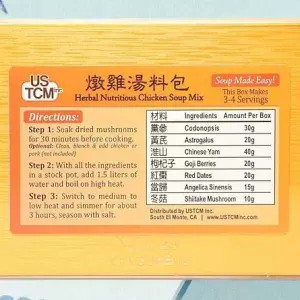 US
TCM INC
燉雞湯料包
Herbal Nutritious Chicken Soup Mix
Soup Made Easy!
This Box Makes
3-4 Servings
Directions:
Step 1: Soak dried mushrooms
for 30 minutes before cooking.
Optional: Clean, blench & add chicken or
pork (not included)
Step 2: With all the ingredients
in a stock pot, add 1.5 liters of
water and boil on high heat.
Step 3: Switch to medium to
low heat and simmer for about
3 hours, season with salt.
材料 Ingredients Amount Per Box
黨參 Codonopsis 30g
黃芪 Astragalus 20g
淮山 Chinese Yam 40g
枸杞子 Goji Berries 20g
紅棗 Red Dates 20g
當歸 Angelica Sinensis 15g
冬菇 Shiitake Mushroom 10g
Distributed by USTCM Inc.
South El Monte, CA | www.USTCMinc.com